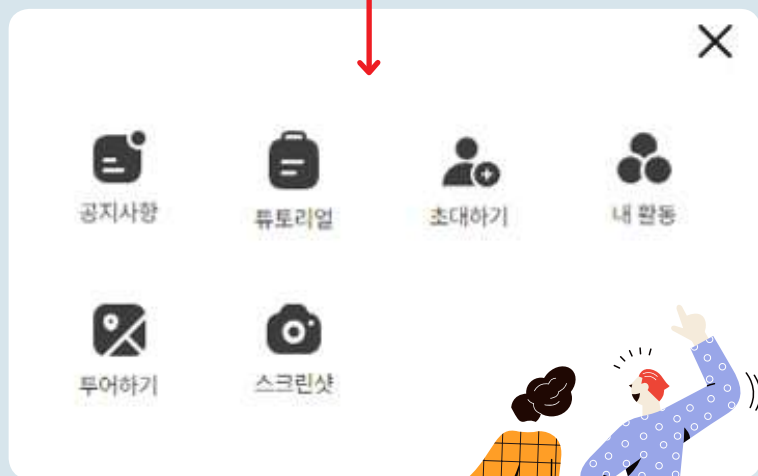 공지사항
튜토리얼
초대하기
내 활동
투어하기
스크린샷